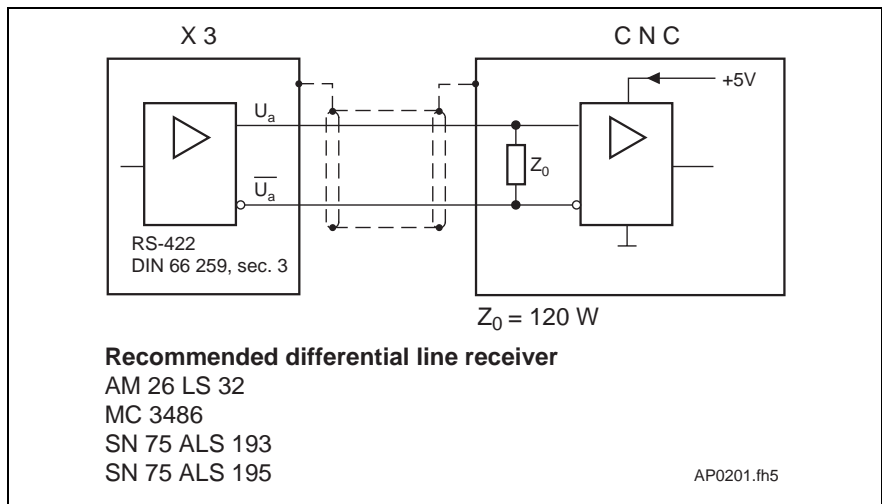 X 3
C N C
+5V
Uₐ
Z₀
U̅ₐ
RS-422
DIN 66 259, sec. 3
Z₀ = 120 W
Recommended differential line receiver
AM 26 LS 32
MC 3486
SN 75 ALS 193
SN 75 ALS 195
AP0201.fh5